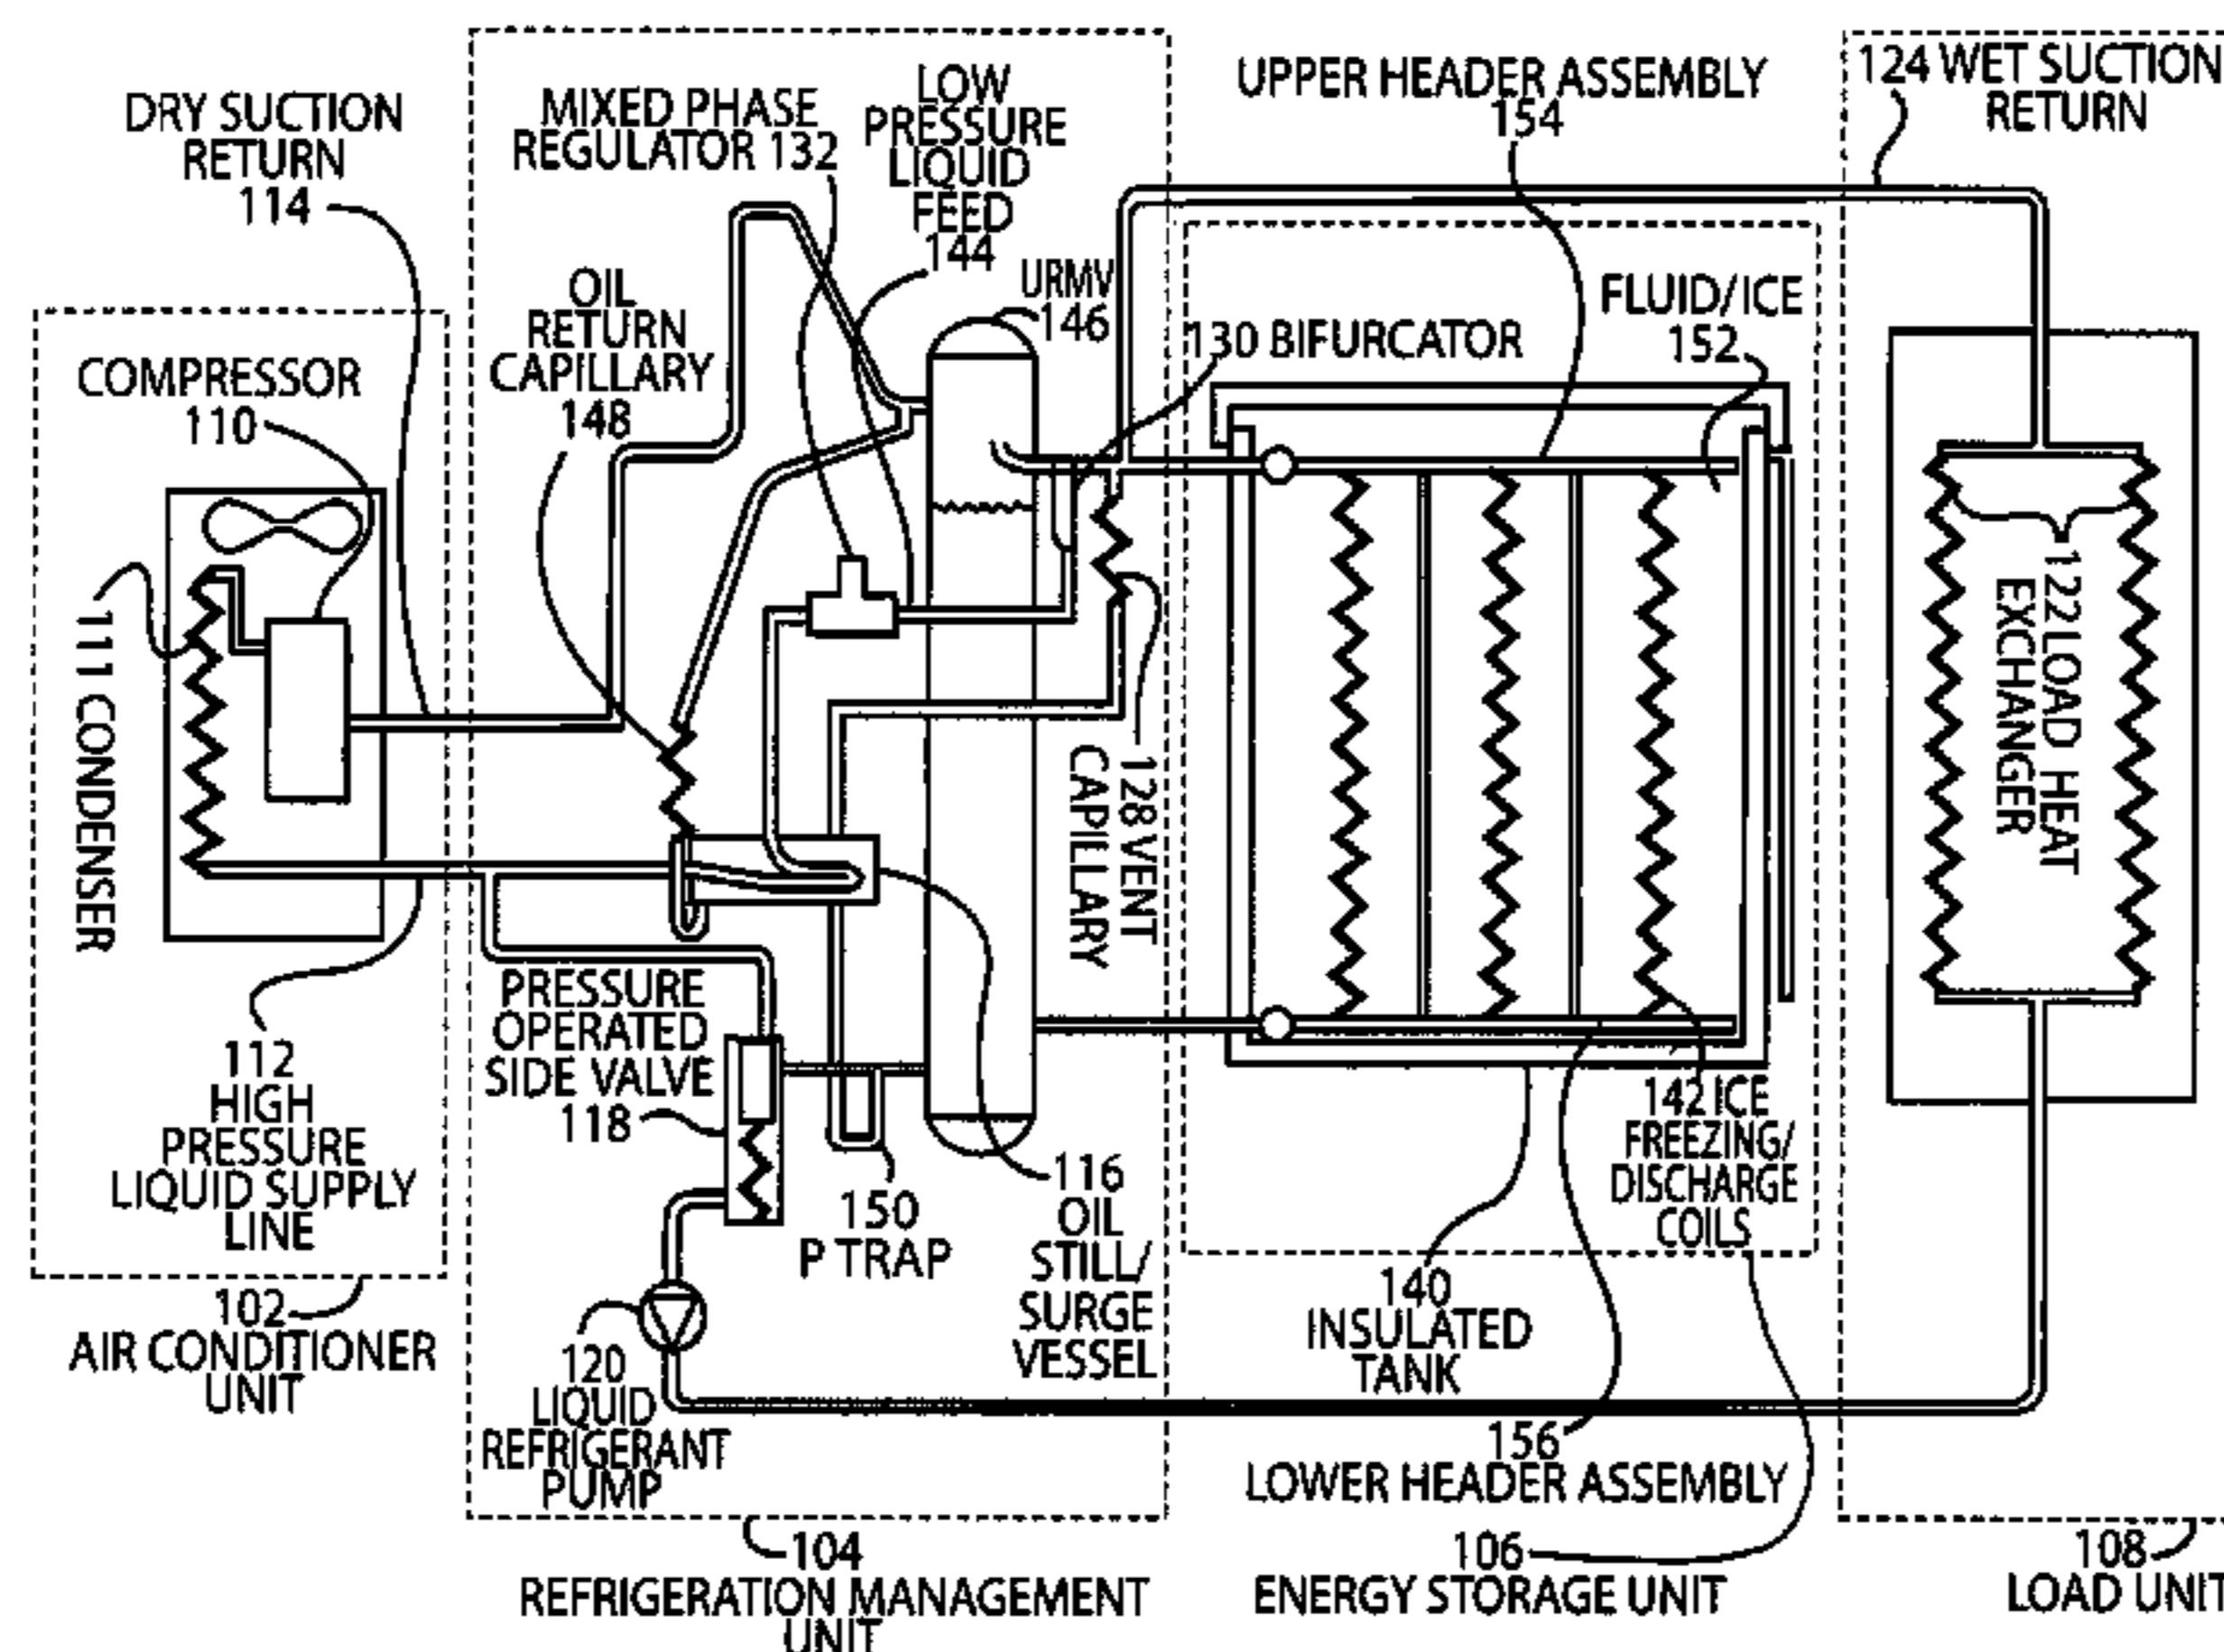 DRY SUCTION
RETURN
114
MIXED PHASE
REGULATOR 132
LOW
PRESSURE
LIQUID
FEED
144
UPPER HEADER ASSEMBLY
154
124 WET SUCTION
RETURN
COMPRESSOR
110
OIL
RETURN
CAPILLARY
148
URMV
146
130 BIFURCATOR
FLUID/ICE
152
111 CONDENSER
128 VENT
CAPILLARY
122 LOAD HEAT
EXCHANGER
112
HIGH
PRESSURE
LIQUID SUPPLY
LINE
PRESSURE
OPERATED
SIDE VALVE
118
150
P TRAP
116
OIL
STILL/
SURGE
VESSEL
142 ICE
FREEZING/
DISCHARGE
COILS
140
INSULATED
TANK
102
AIR CONDITIONER
UNIT
120
LIQUID
REFRIGERANT
PUMP
156
LOWER HEADER ASSEMBLY
104
REFRIGERATION MANAGEMENT
UNIT
106
ENERGY STORAGE UNIT
108
LOAD UNIT